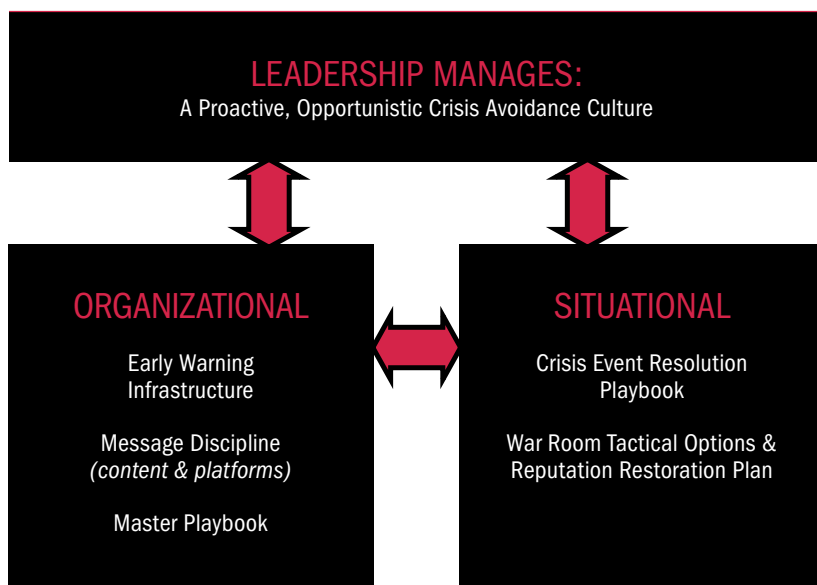 LEADERSHIP MANAGES:
A Proactive, Opportunistic Crisis Avoidance Culture
ORGANIZATIONAL
Early Warning
Infrastructure
Message Discipline
(content & platforms)
Master Playbook
SITUATIONAL
Crisis Event Resolution
Playbook
War Room Tactical Options &
Reputation Restoration Plan